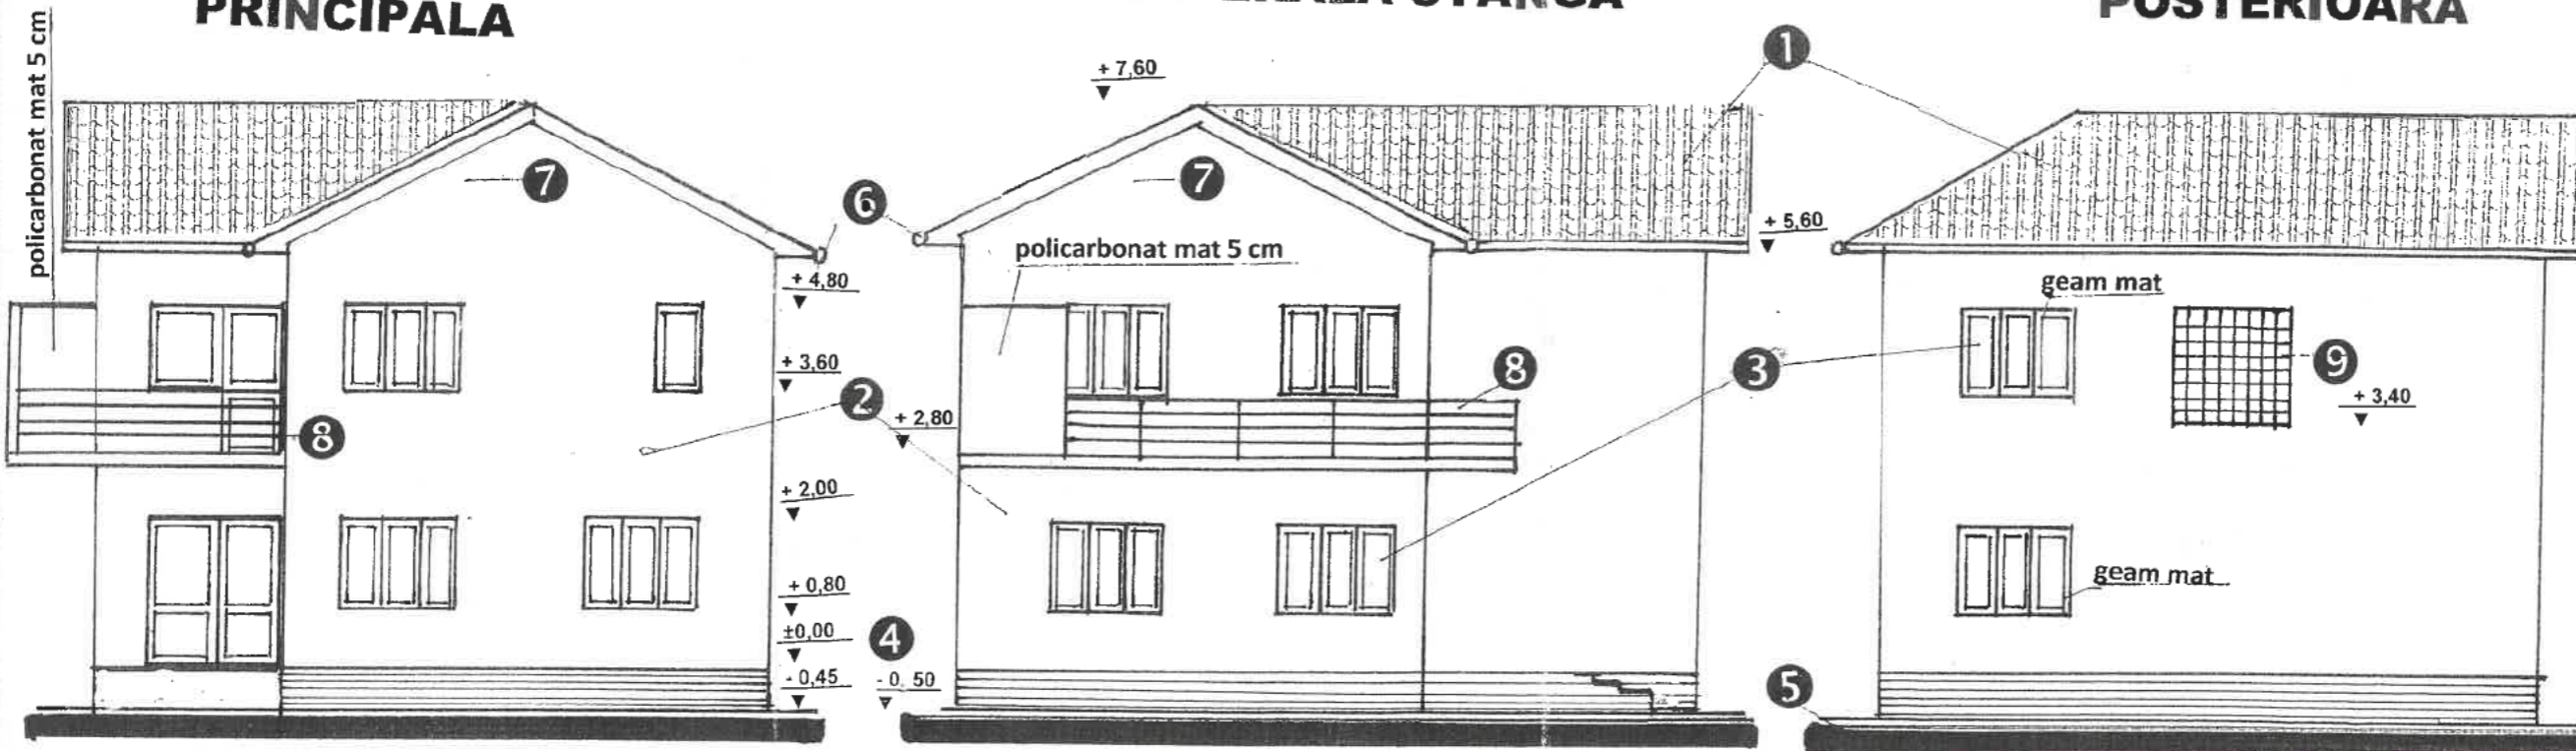 PRINCIPALA
STANGA
POSTERIOARA
policarbonat mat 5 cm
+ 7,60
1
7
6
7
+ 5,60
policarbonat mat 5 cm
+ 4,80
geam mat
+ 3,60
3
8
9
2
+ 3,40
+ 2,80
8
+ 2,00
+ 0,80
geam mat
±0,00
4
- 0,45
- 0, 50
5